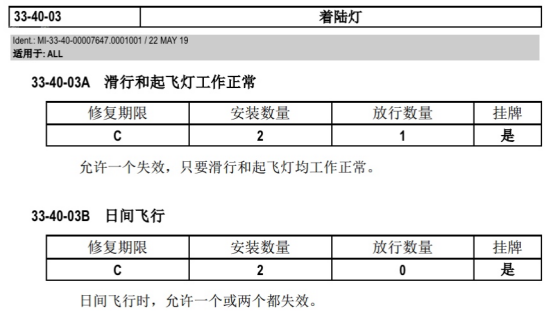 33-40-03 着陆灯
Ident.: MI-33-40-00007647.0001001 / 22 MAY 19
适用于: ALL
33-40-03A 滑行和起飞灯工作正常
修复期限 安装数量 放行数量 挂牌
C 2 1 是
允许一个失效，只要滑行和起飞灯均工作正常。
33-40-03B 日间飞行
修复期限 安装数量 放行数量 挂牌
C 2 0 是
日间飞行时，允许一个或两个都失效。